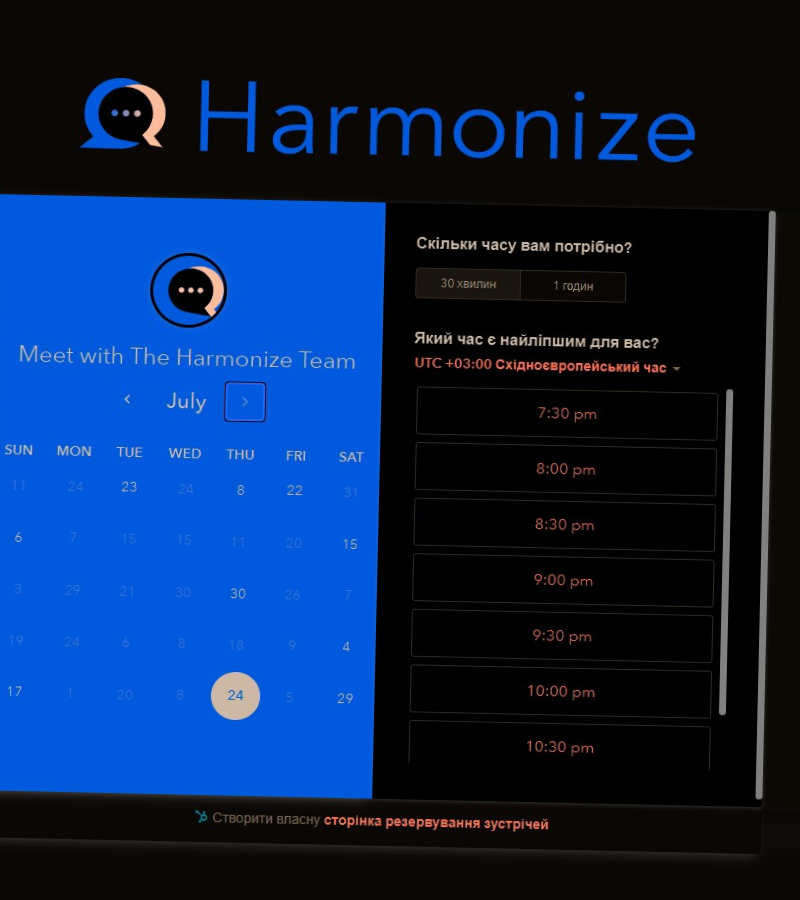 Harmonize
Meet with The Harmonize Team
July
SUN MON TUE WED THU FRI SAT
11 24 23 24 8 22 31
6 7 15 15 11 20 15
3 29 21 30 30 26 7
19 24 6 8 18 9 4
17 1 20 8 24 5 29
Скільки часу вам потрібно?
30 хвилин 1 годин
Який час є найліпшим для вас?
UTC +03:00 Східноєвропейський час
7:30 pm
8:00 pm
8:30 pm
9:00 pm
9:30 pm
10:00 pm
10:30 pm
Створити власну сторінка резервування зустрічей